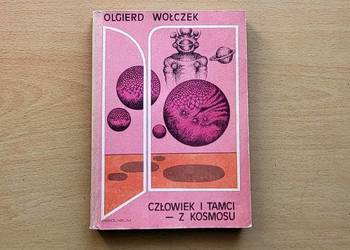 OLGIERD WOŁCZEK
CZŁOWIEK I TAMCI
— Z KOSMOSU